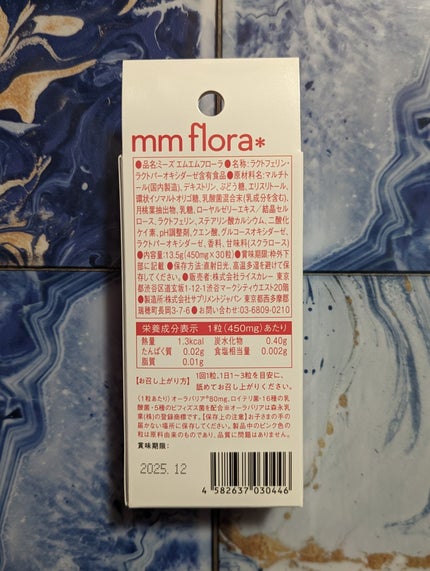 mm flora*
●品名:ミーズ エムエムフローラ ●名称:ラクトフェリン・
ラクトパーオキシダーゼ含有食品 ●原材料名:マルチト
ール(国内製造)、デキストリン、ぶどう糖、エリスリトール、
環状イソマルトオリゴ糖、乳酸菌混合末(乳成分を含む)、
月桃葉抽出物、乳糖、ローヤルゼリーエキス/結晶セル
ロース、ラクトフェリン、ステアリン酸カルシウム、二酸化
ケイ素、pH調整剤、クエン酸、グルコースオキシダーゼ、
ラクトパーオキシダーゼ、香料、甘味料(スクラロース)
●内容量:13.5g(450mg×30粒) ●賞味期限:枠外下
部に記載 ●保存方法:直射日光、高温多湿を避けて保存
してください。●販売者:株式会社ライスカレー 東京都
渋谷区道玄坂1-12-1渋谷マークシティウエスト20階
●製造所:株式会社サプリメントジャパン 東京都西多摩郡
瑞穂町長岡3-7-6 ●お問い合わせ:03-6809-0210
栄養成分表示 1粒(450mg)あたり
熱量 1.3kcal 炭水化物 0.40g
たんぱく質 0.02g 食塩相当量 0.002g
脂質 0.01g
【お召し上がり方】 1回1粒、1日1~3粒を目安に、
舐めてお召し上がりください。
(1粒あたり)オーラバリア®80mg、ロイテリ菌・16種の乳
酸菌・5種のビフィズス菌を配合※オーラバリアは森永乳
業(株)の登録商標です。【保存上の注意】お子さまの手の
届かない場所に保存してください。製品中のピンク色の
粒は原料由来のものであり、品質に問題はありません。
賞味期限:
2025.12
4 582637 030446